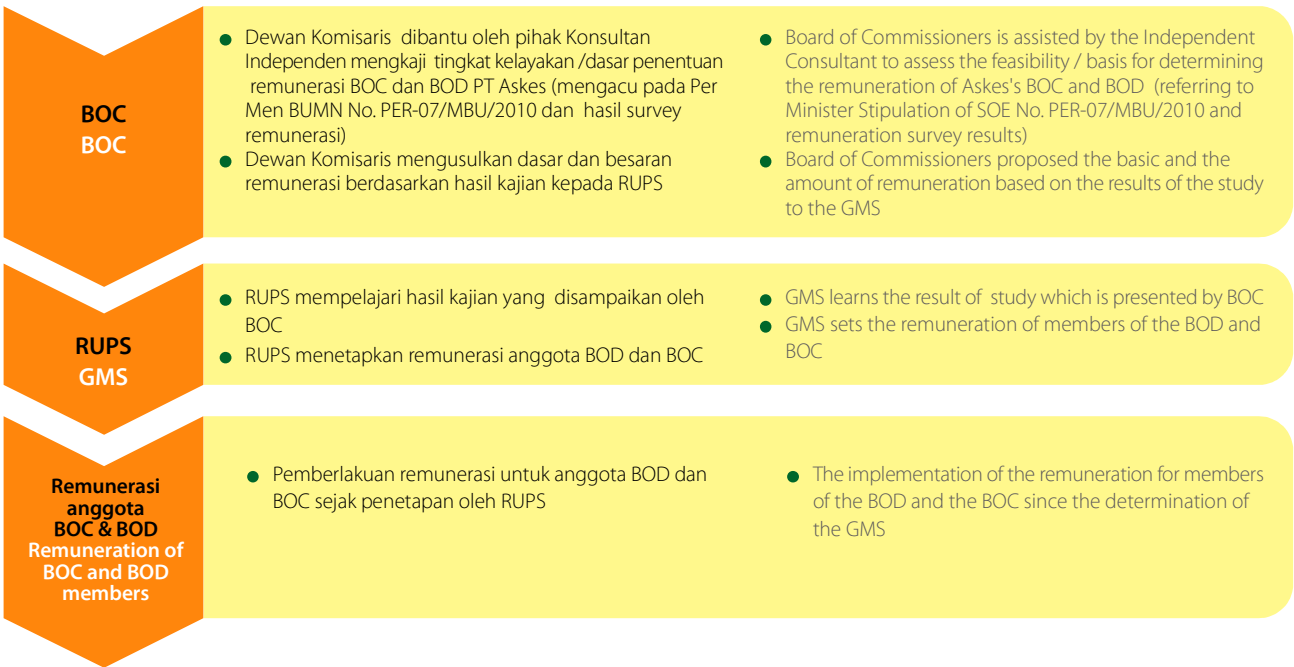 BOC
BOC
Dewan Komisaris dibantu oleh pihak Konsultan
Independen mengkaji tingkat kelayakan /dasar penentuan
remunerasi BOC dan BOD PT Askes (mengacu pada Per
Men BUMN No. PER-07/MBU/2010 dan hasil survey
remunerasi)
Dewan Komisaris mengusulkan dasar dan besaran
remunerasi berdasarkan hasil kajian kepada RUPS
Board of Commissioners is assisted by the Independent
Consultant to assess the feasibility / basis for determining
the remuneration of Askes's BOC and BOD (referring to
Minister Stipulation of SOE No. PER-07/MBU/2010 and
remuneration survey results)
Board of Commissioners proposed the basic and the
amount of remuneration based on the results of the study
to the GMS
RUPS
GMS
RUPS mempelajari hasil kajian yang disampaikan oleh
BOC
RUPS menetapkan remunerasi anggota BOD dan BOC
GMS learns the result of study which is presented by BOC
GMS sets the remuneration of members of the BOD and
BOC
Remunerasi
anggota
BOC & BOD
Remuneration of
BOC and BOD
members
Pemberlakuan remunerasi untuk anggota BOD dan
BOC sejak penetapan oleh RUPS
The implementation of the remuneration for members
of the BOD and the BOC since the determination of
the GMS